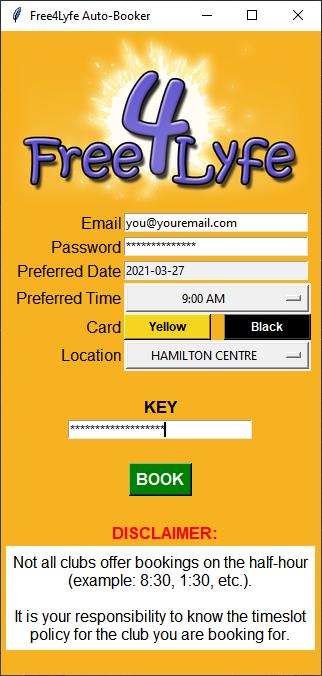 Free4Lyfe Auto-Booker
Free4Lyfe
Email you@youremail.com
Password **************
Preferred Date 2021-03-27
Preferred Time 9:00 AM
Card Yellow Black
Location HAMILTON CENTRE
KEY
*******************
BOOK
DISCLAIMER:
Not all clubs offer bookings on the half-hour
(example: 8:30, 1:30, etc.).
It is your responsibility to know the timeslot
policy for the club you are booking for.